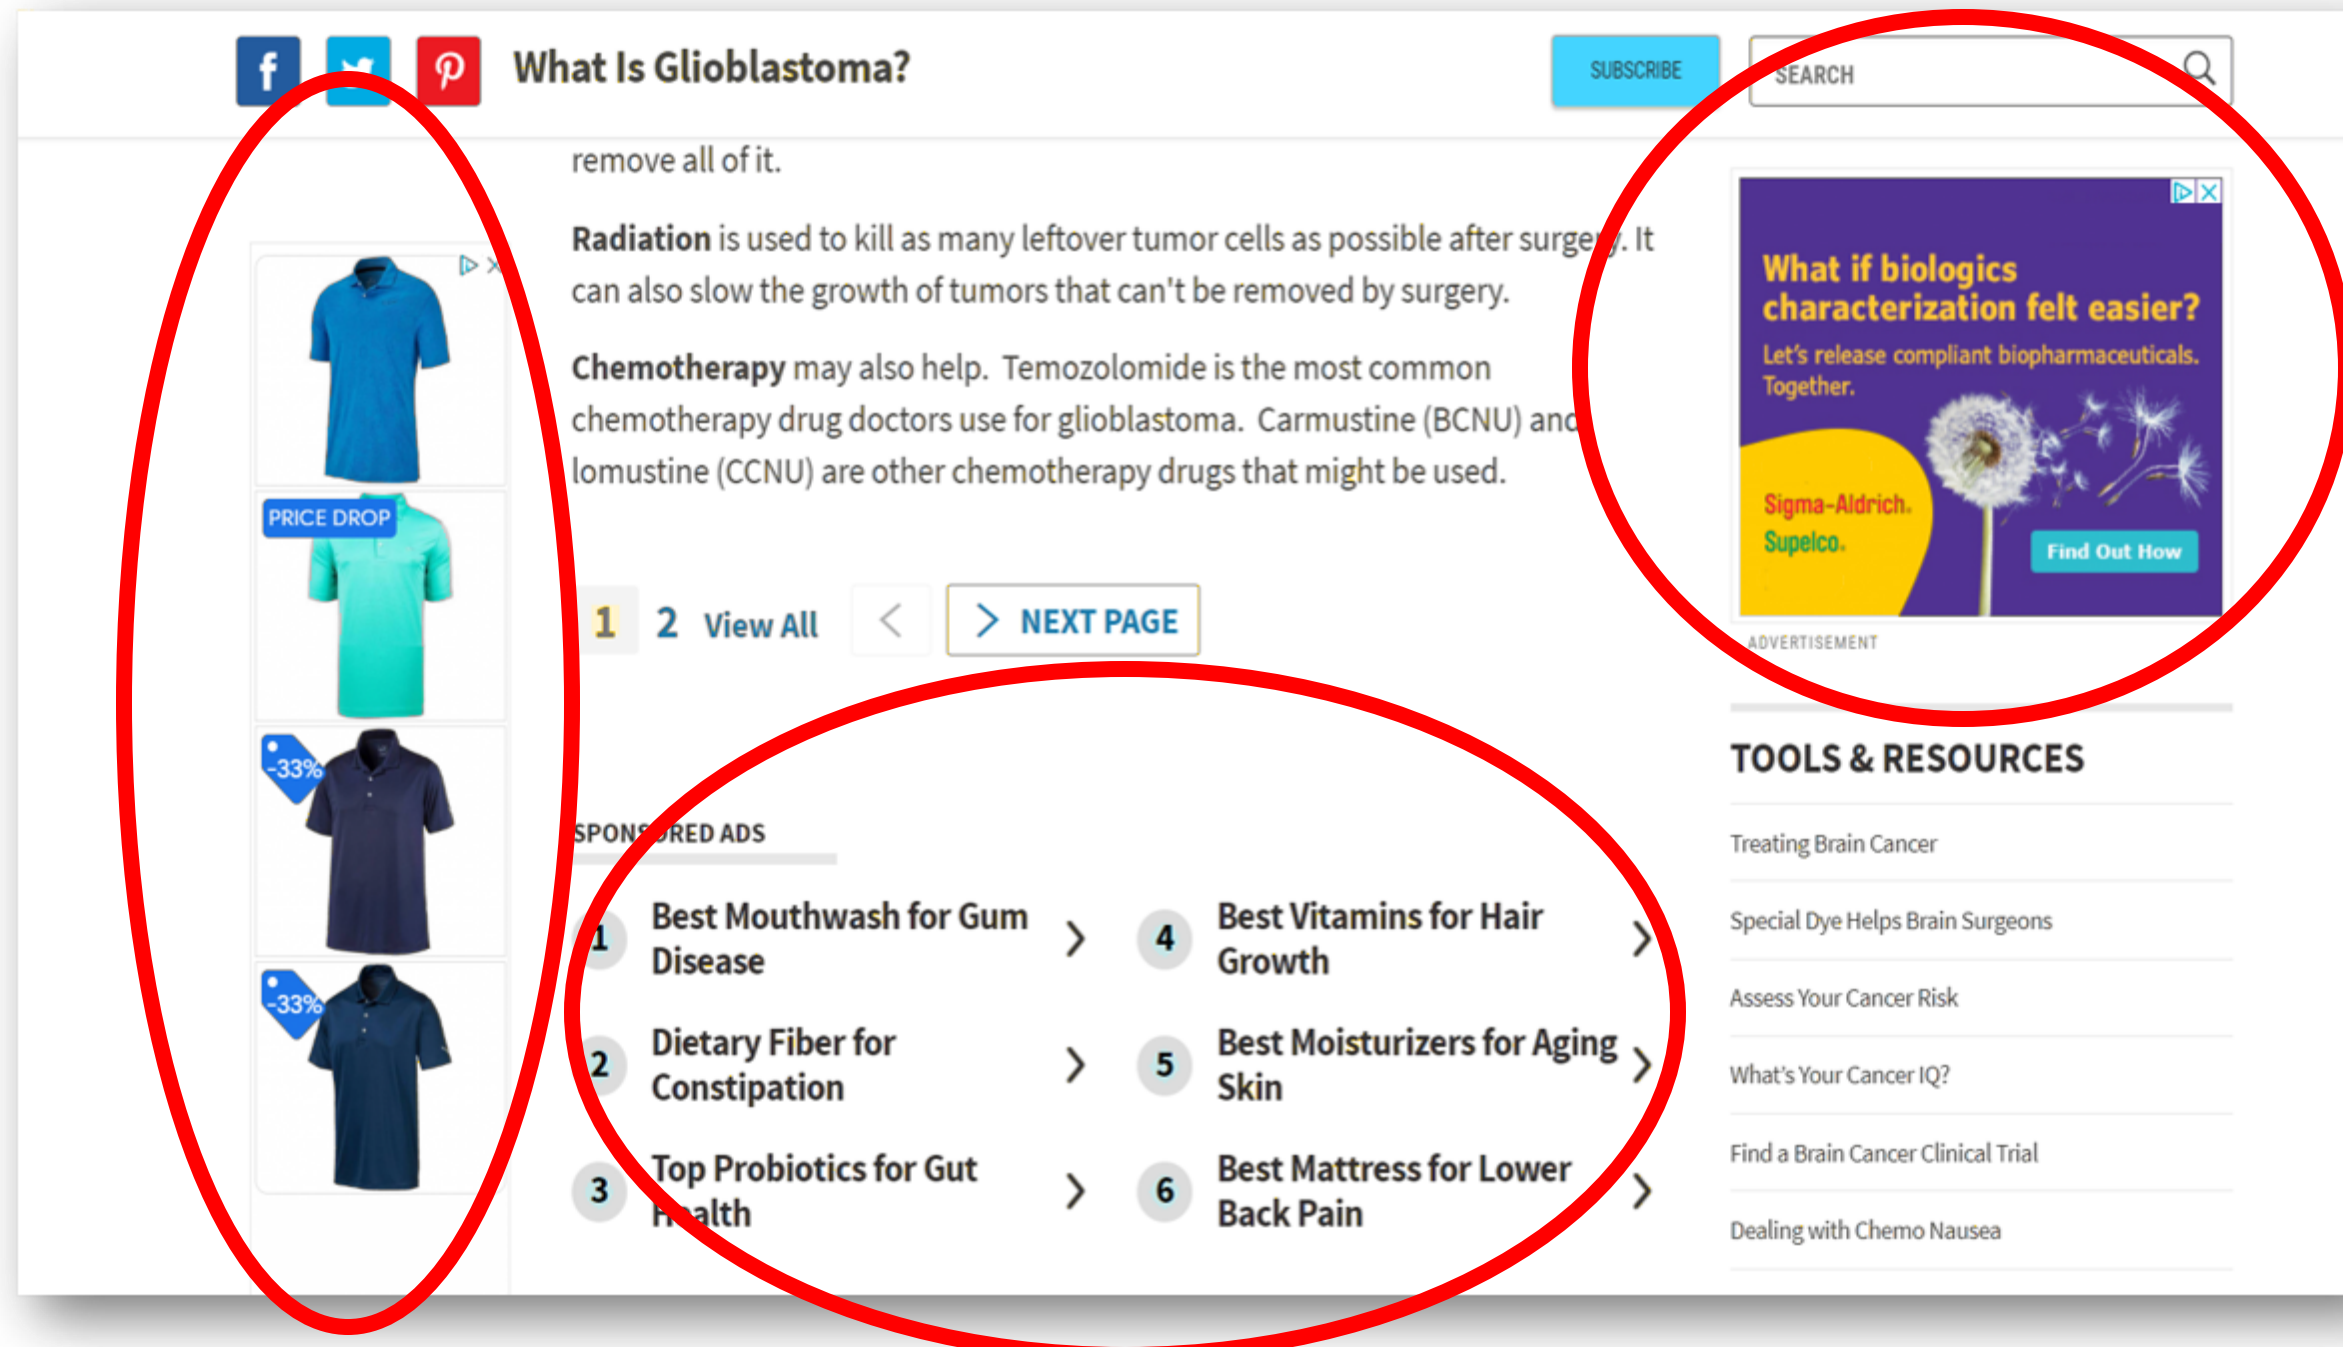 What Is Glioblastoma?
SUBSCRIBE
SEARCH
remove all of it.
Radiation is used to kill as many leftover tumor cells as possible after surgery. It
can also slow the growth of tumors that can't be removed by surgery.
Chemotherapy may also help. Temozolomide is the most common
chemotherapy drug doctors use for glioblastoma. Carmustine (BCNU) and
lomustine (CCNU) are other chemotherapy drugs that might be used.
1 2 View All < > NEXT PAGE
PRICE DROP
-33%
-33%
SPONSORED ADS
1 Best Mouthwash for Gum
Disease
2 Dietary Fiber for
Constipation
3 Top Probiotics for Gut
Health
4 Best Vitamins for Hair
Growth
5 Best Moisturizers for Aging
Skin
6 Best Mattress for Lower
Back Pain
What if biologics
characterization felt easier?
Let's release compliant biopharmaceuticals.
Together.
Sigma-Aldrich.
Supelco.
Find Out How
ADVERTISEMENT
TOOLS & RESOURCES
Treating Brain Cancer
Special Dye Helps Brain Surgeons
Assess Your Cancer Risk
What's Your Cancer IQ?
Find a Brain Cancer Clinical Trial
Dealing with Chemo Nausea